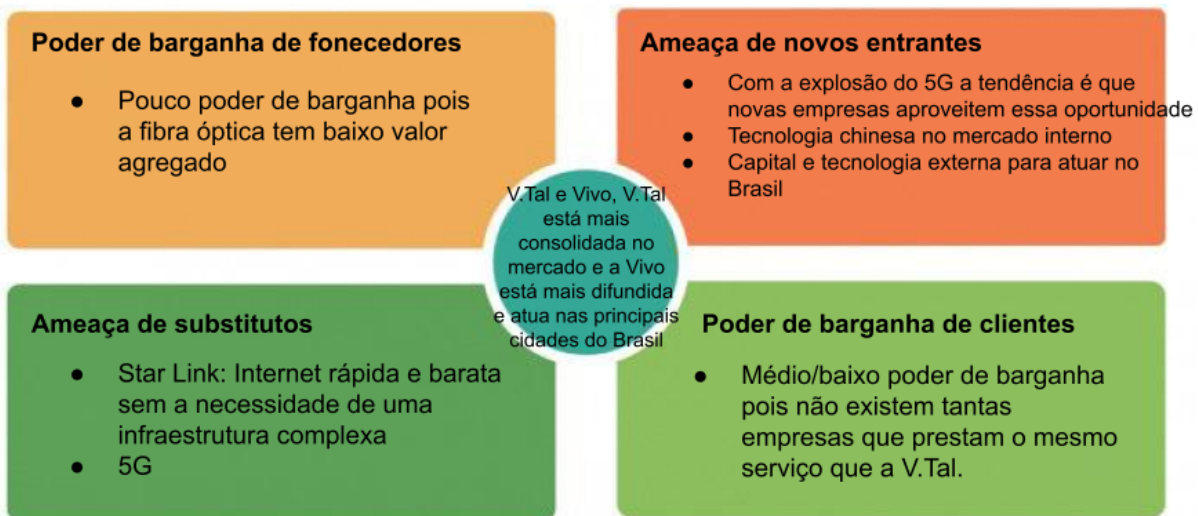 Poder de barganha de fonecedores
● Pouco poder de barganha pois
a fibra óptica tem baixo valor
agregado
Ameaça de novos entrantes
● Com a explosão do 5G a tendência é que
novas empresas aproveitem essa oportunidade
● Tecnologia chinesa no mercado interno
● Capital e tecnologia externa para atuar no
Brasil
V.Tal e Vivo, V.Tal
está mais
consolidada no
mercado e a Vivo
está mais difundida
e atua nas principais
cidades do Brasil
Ameaça de substitutos
● Star Link: Internet rápida e barata
sem a necessidade de uma
infraestrutura complexa
● 5G
Poder de barganha de clientes
● Médio/baixo poder de barganha
pois não existem tantas
empresas que prestam o mesmo
serviço que a V.Tal.